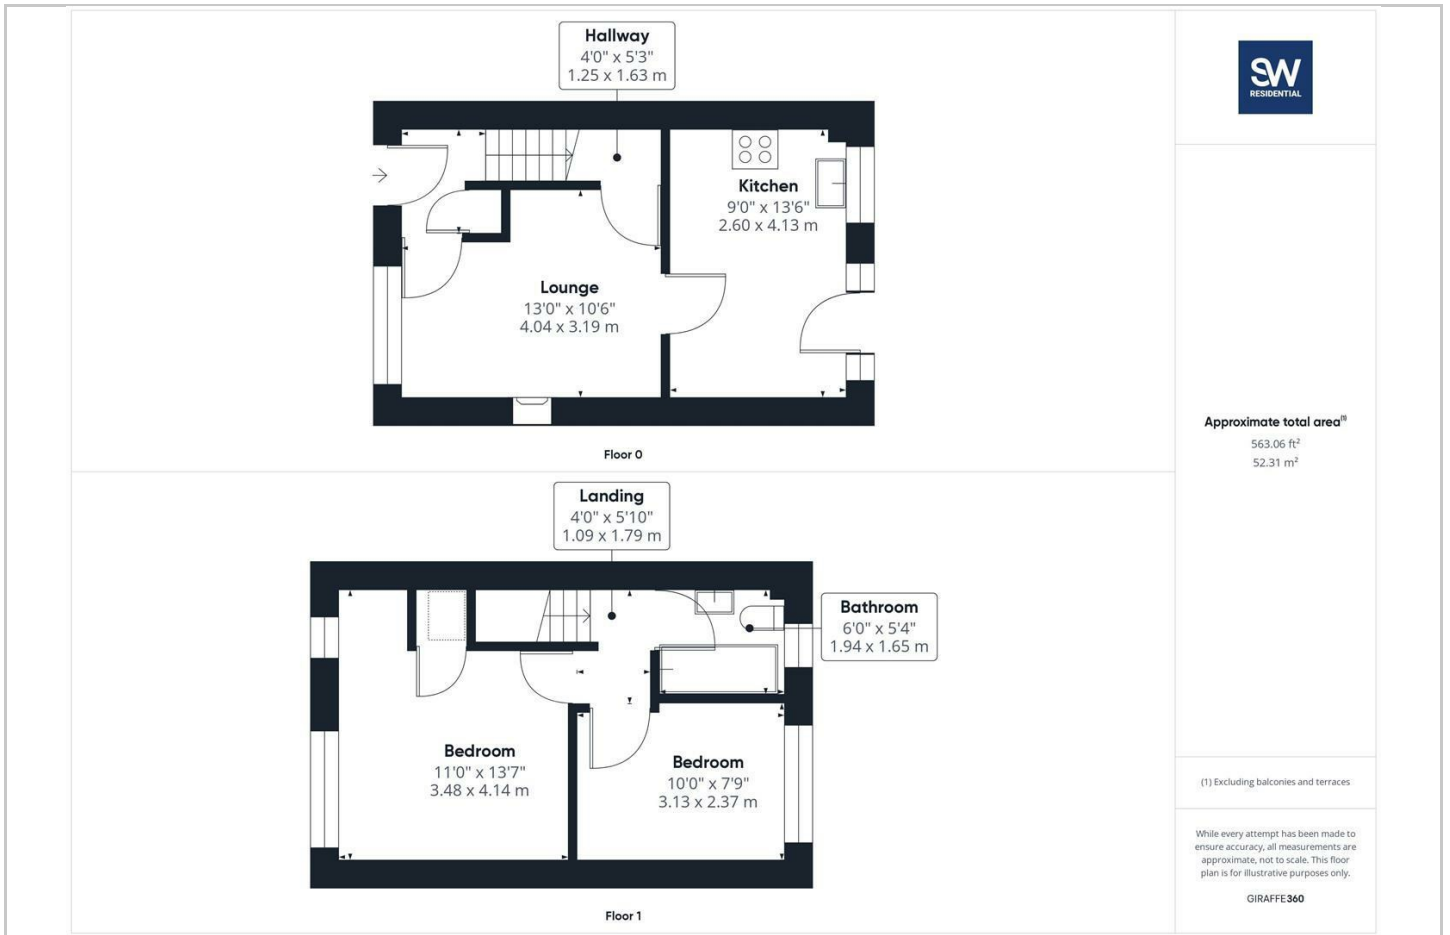 Hallway
4'0" x 5'3"
1.25 x 1.63 m
Kitchen
9'0" x 13'6"
2.60 x 4.13 m
Lounge
13'0" x 10'6"
4.04 x 3.19 m
Floor 0
Landing
4'0" x 5'10"
1.09 x 1.79 m
Bathroom
6'0" x 5'4"
1.94 x 1.65 m
Bedroom
11'0" x 13'7"
3.48 x 4.14 m
Bedroom
10'0" x 7'9"
3.13 x 2.37 m
Floor 1
SW
RESIDENTIAL
Approximate total area(1)
563.06 ft²
52.31 m²
(1) Excluding balconies and terraces
While every attempt has been made to
ensure accuracy, all measurements are
approximate, not to scale. This floor
plan is for illustrative purposes only.
GIRAFFE360